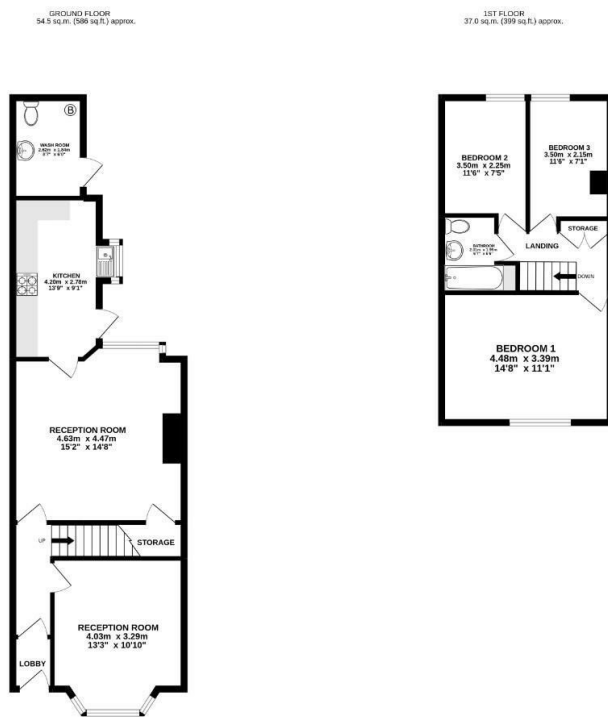 GROUND FLOOR
54.5 sq.m. (586 sq.ft.) approx.
B
WASH ROOM
KITCHEN
4.20m x 2.78m
13'9" x 9'1"
RECEPTION ROOM
4.63m x 4.47m
15'2" x 14'8"
UP
STORAGE
RECEPTION ROOM
4.03m x 3.29m
13'3" x 10'10"
LOBBY
1ST FLOOR
37.0 sq.m. (399 sq.ft.) approx.
BEDROOM 2
3.50m x 2.25m
11'6" x 7'5"
BEDROOM 3
3.50m x 2.15m
11'6" x 7'1"
STORAGE
BATHROOM
LANDING
DOWN
BEDROOM 1
4.48m x 3.39m
14'8" x 11'1"